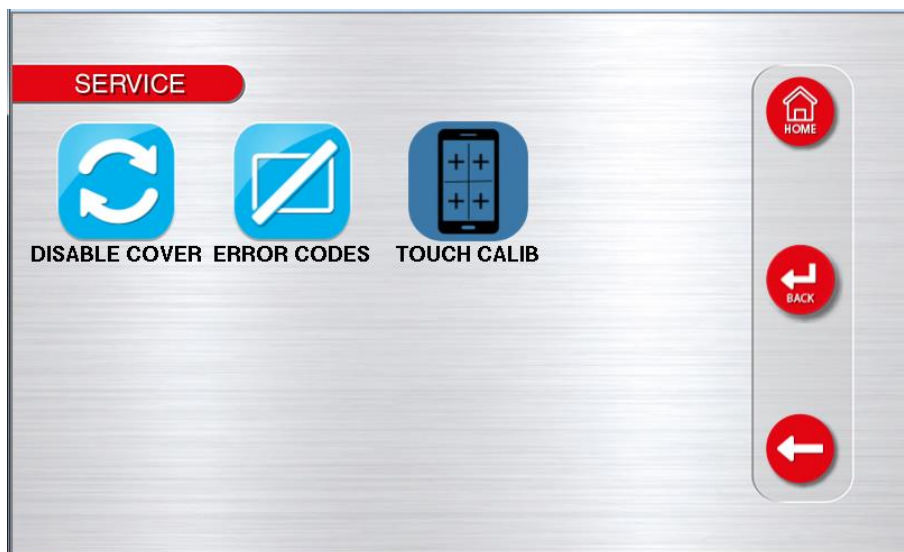 SERVICE
HOME
DISABLE COVER ERROR CODES TOUCH CALIB
BACK